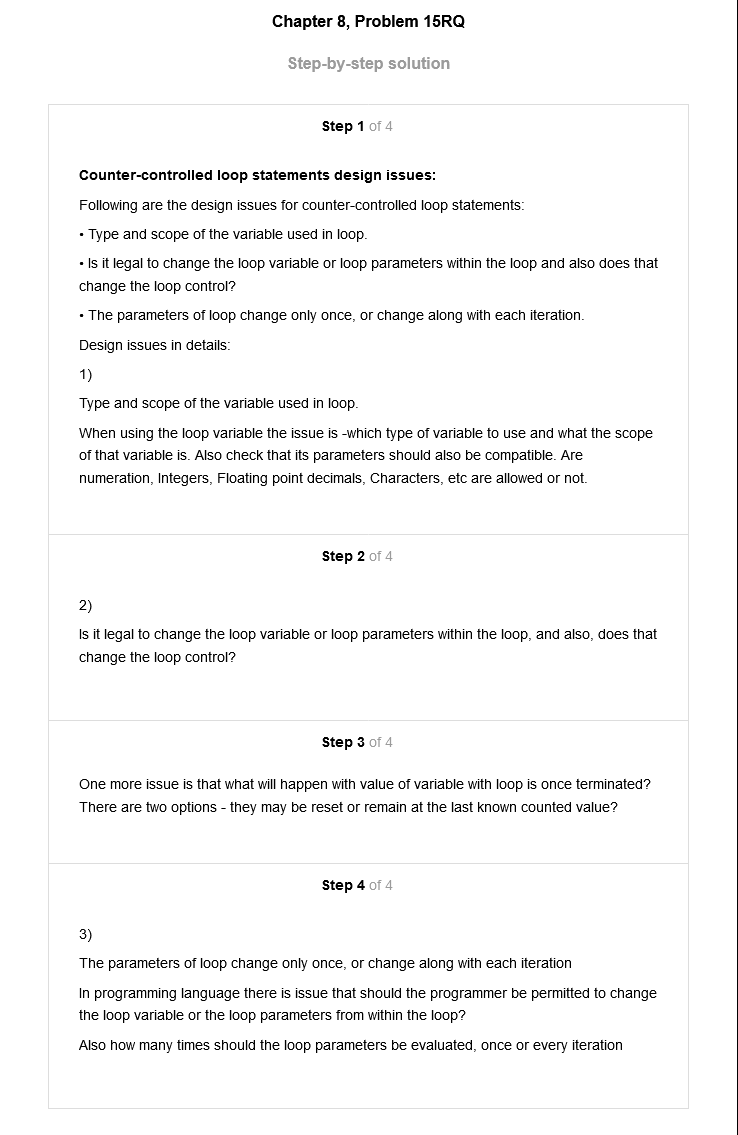 Chapter 8, Problem 15RQ
Step-by-step solution
Step 1 of 4
Counter-controlled loop statements design issues:
Following are the design issues for counter-controlled loop statements:
• Type and scope of the variable used in loop.
• Is it legal to change the loop variable or loop parameters within the loop and also does that
change the loop control?
• The parameters of loop change only once, or change along with each iteration.
Design issues in details:
1)
Type and scope of the variable used in loop.
When using the loop variable the issue is -which type of variable to use and what the scope
of that variable is. Also check that its parameters should also be compatible. Are
numeration, Integers, Floating point decimals, Characters, etc are allowed or not.
Step 2 of 4
2)
Is it legal to change the loop variable or loop parameters within the loop, and also, does that
change the loop control?
Step 3 of 4
One more issue is that what will happen with value of variable with loop is once terminated?
There are two options - they may be reset or remain at the last known counted value?
Step 4 of 4
3)
The parameters of loop change only once, or change along with each iteration
In programming language there is issue that should the programmer be permitted to change
the loop variable or the loop parameters from within the loop?
Also how many times should the loop parameters be evaluated, once or every iteration